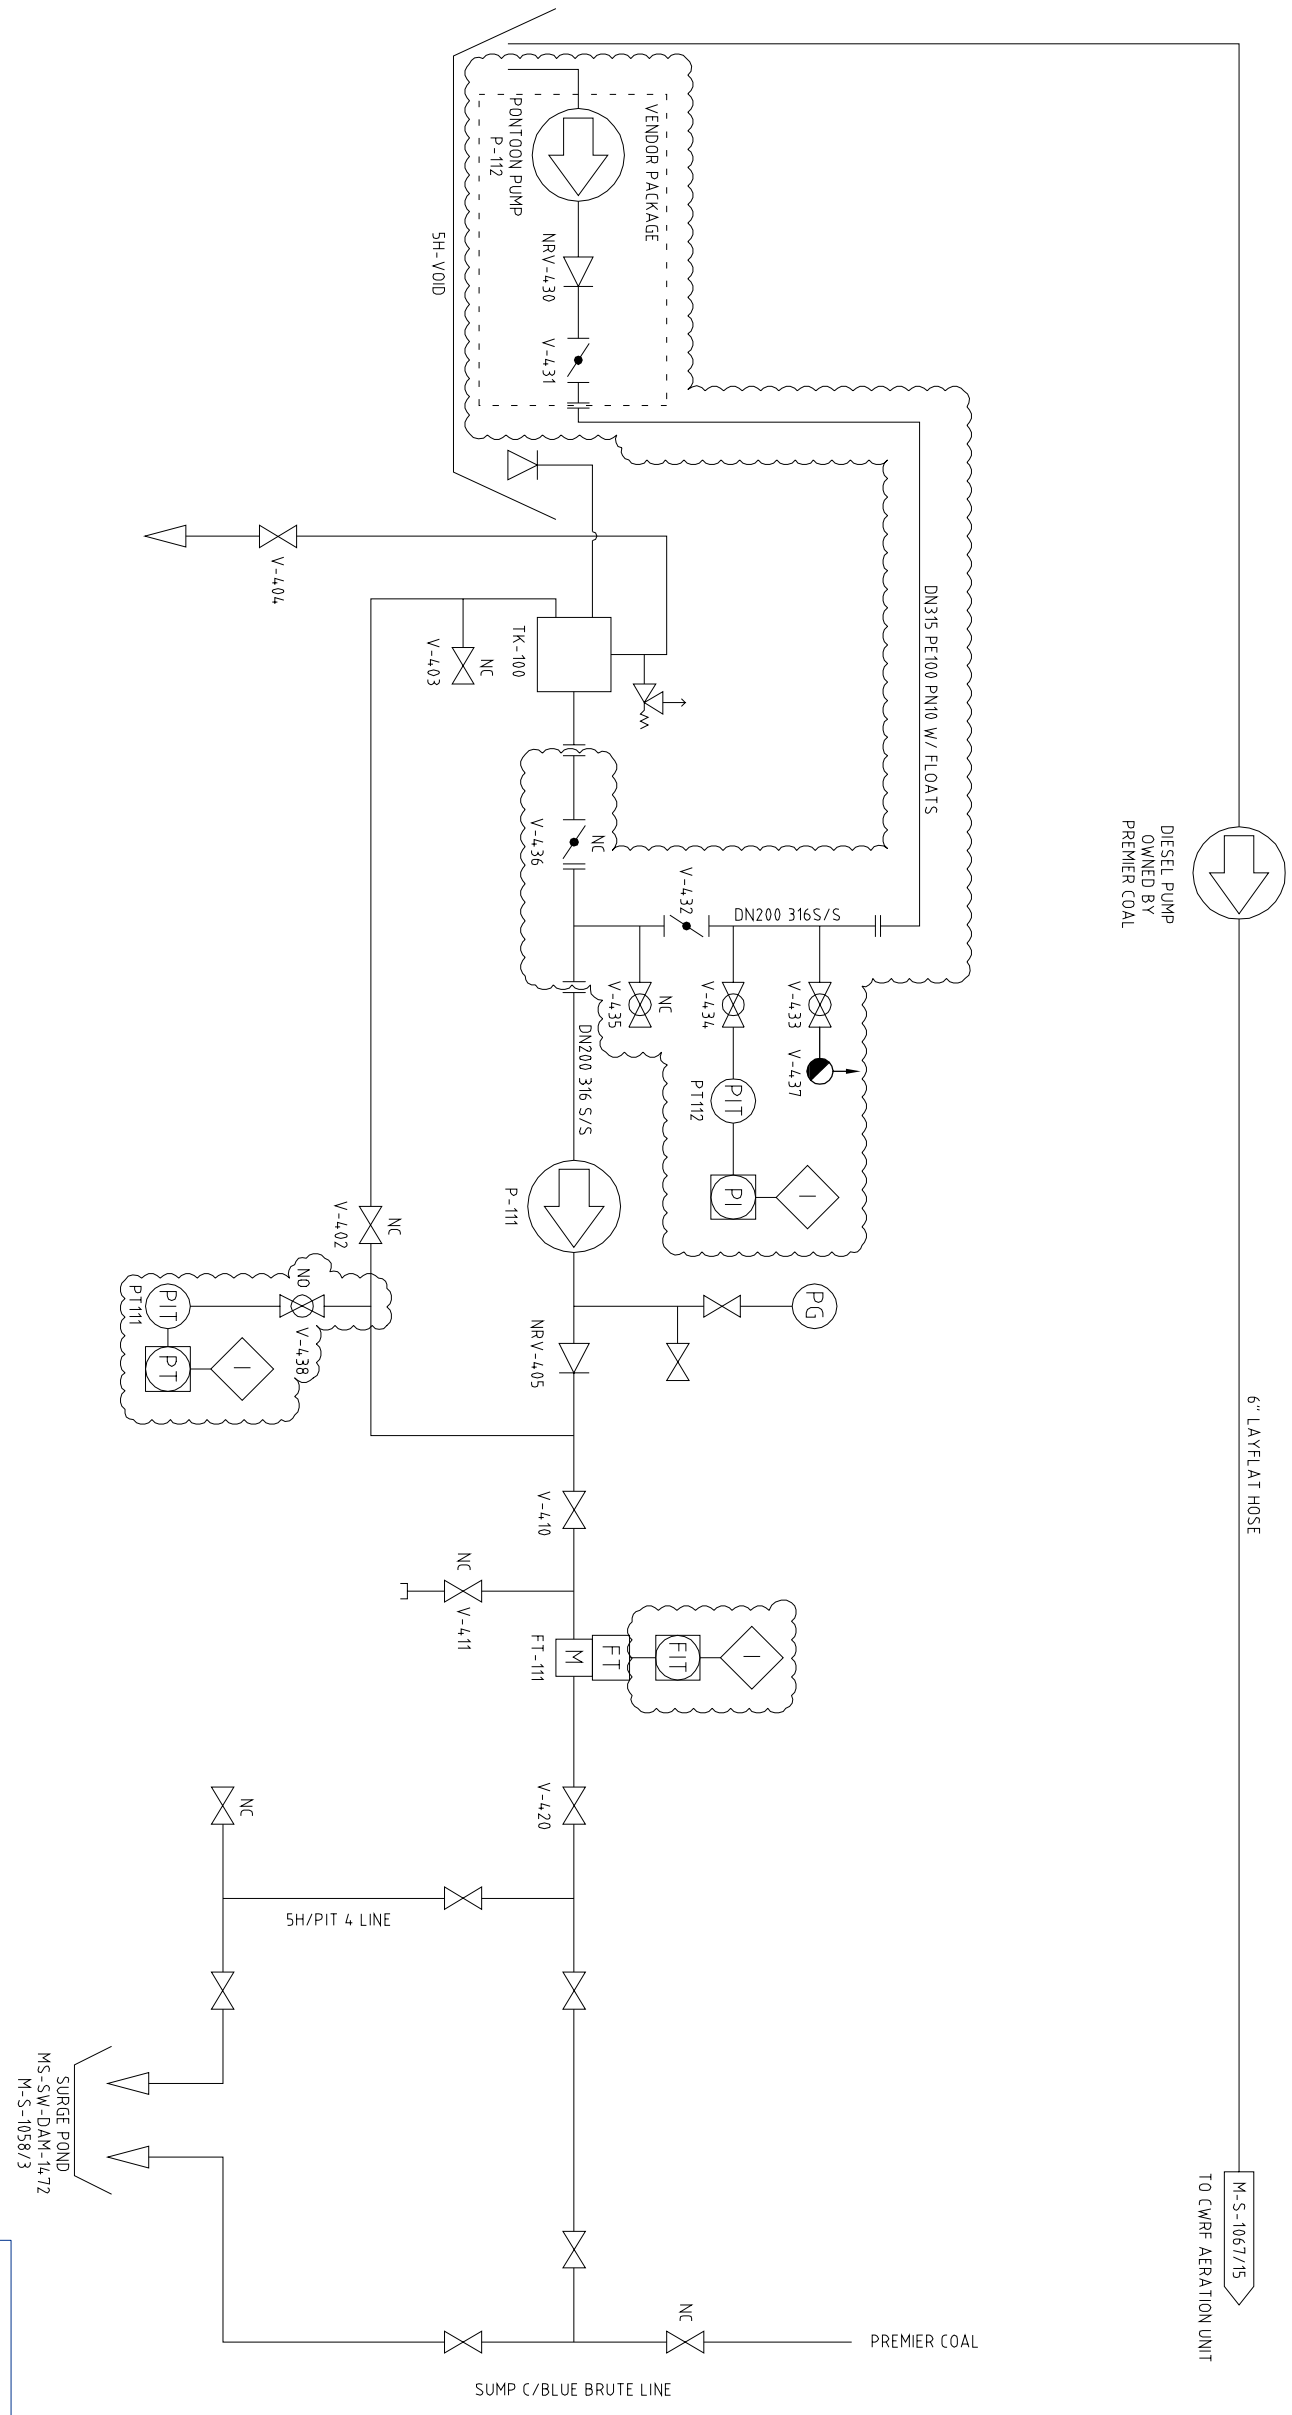 VENDOR PACKAGE
PONTOON PUMP
P-112
NRV-430
V-431
5H-VOID
V-404
V-403
NC
TK-100
DN315 PE100 PN10 W/ FLOATS
DIESEL PUMP
OWNED BY
PREMIER COAL
V-436
NC
V-432
DN200 316S/S
V-435
NC
V-434
V-433
V-437
PIT
PT112
PI
I
DN200 316 S/S
P-111
V-402
NC
PG
NRV-405
NO
V-438
PIT
PT111
PT
I
6" LAYFLAT HOSE
V-410
NC
V-411
FT-111
M
FT
FIT
I
V-420
NC
5H/PIT 4 LINE
SURGE POND
MS-SW-DAM-1472
M-S-1058/3
M-S-1067/15
TO CWRF AERATION UNIT
NC
PREMIER COAL
SUMP C/BLUE BRUTE LINE